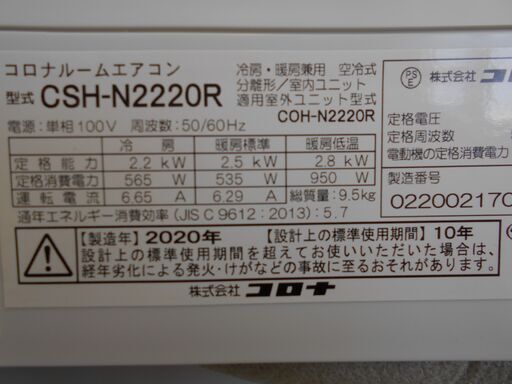 コロナルームエアコン
型式 CSH-N2220R
冷房・暖房兼用 空冷式
分離形／室内ユニット
適用室外ユニット型式
COH-N2220R
電源：単相100V 周波数：50/60Hz
冷 房 暖房標準 暖房低温
定格能力 2.2 kW 2.5 kW 2.8 kW
定格消費電力 565 W 535 W 950 W
運転電流 6.65 A 6.29 A 総質量：9.5kg
通年エネルギー消費効率（JIS C 9612：2013）：5.7
PSE
株式会社 コロ
定格電圧
定格周波数
電動機の定格消費電力
製造番号
022002170
【製造年】2020年 【設計上の標準使用期間】10年
設計上の標準使用期間を超えてお使いいただいた場合は、
経年劣化による発火・けがなどの事故に至るおそれがあります。
株式会社 コロナ